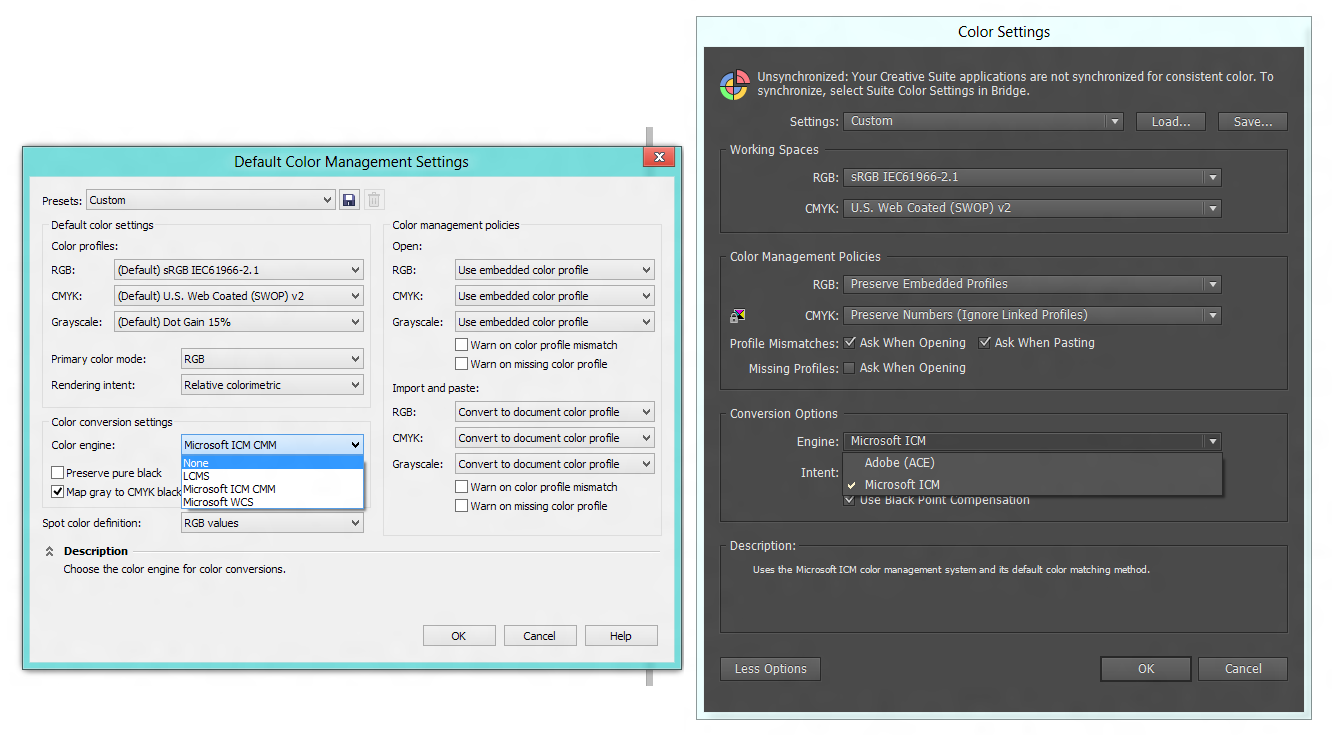 Default Color Management Settings
Presets: Custom
Default color settings
Color profiles:
RGB: (Default) sRGB IEC61966-2.1
CMYK: (Default) U.S. Web Coated (SWOP) v2
Grayscale: (Default) Dot Gain 15%
Primary color mode: RGB
Rendering intent: Relative colorimetric
Color conversion settings
Color engine: Microsoft ICM CMM
None
LCMS
Microsoft ICM CMM
Microsoft WCS
Preserve pure black
Map gray to CMYK black
Spot color definition: RGB values
Color management policies
Open:
RGB: Use embedded color profile
CMYK: Use embedded color profile
Grayscale: Use embedded color profile
Warn on color profile mismatch
Warn on missing color profile
Import and paste:
RGB: Convert to document color profile
CMYK: Convert to document color profile
Grayscale: Convert to document color profile
Warn on color profile mismatch
Warn on missing color profile
Description
Choose the color engine for color conversions.
OK Cancel Help
Color Settings
Unsynchronized: Your Creative Suite applications are not synchronized for consistent color. To
synchronize, select Suite Color Settings in Bridge.
Settings: Custom Load... Save...
Working Spaces
RGB: sRGB IEC61966-2.1
CMYK: U.S. Web Coated (SWOP) v2
Color Management Policies
RGB: Preserve Embedded Profiles
CMYK: Preserve Numbers (Ignore Linked Profiles)
Profile Mismatches: Ask When Opening Ask When Pasting
Missing Profiles: Ask When Opening
Conversion Options
Engine: Microsoft ICM
Adobe (ACE)
Intent:
Microsoft ICM
Use Black Point Compensation
Description:
Uses the Microsoft ICM color management system and its default color matching method.
Less Options OK Cancel